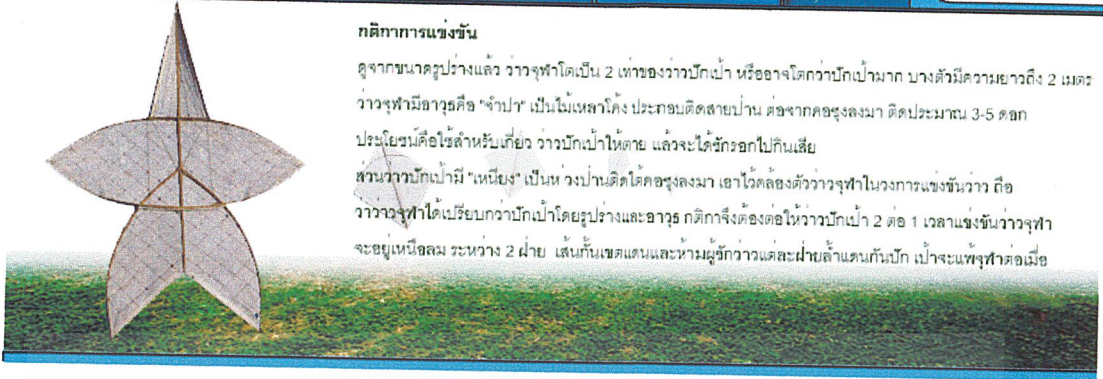 กติกาการแข่งขัน
ดูจากขนาดรูปร่างแล้ว ว่าวจุฬาโตเป็น 2 เท่าของว่าวปักเป้า หรืออาจโตกว่าปักเป้ามาก บางตัวมีความยาวถึง 2 เมตร
ว่าวจุฬามีอาวุธคือ "จำปา" เป็นไม้เหลาโค้ง ประกอบติดสายป่าน ต่อจากคอซุงลงมา ติดประมาณ 3-5 ดอก
ประโยชน์คือใช้สำหรับเกี่ยว ว่าวปักเป้าให้ตาย แล้วจะได้ชักรอกไปกินเสีย
ส่วนว่าวปักเป้ามี "เหนียง" เป็นห่วงป่านติดใต้คอซุงลงมา เอาไว้คล้องตัวว่าวจุฬาในวงการแข่งขันว่าว ถือ
วาวาวจุฬาได้เปรียบกว่าปักเป้าโดยรูปร่างและอาวุธ กติกาจึงต้องต่อให้ว่าวปักเป้า 2 ต่อ 1 เวลาแข่งขันว่าวจุฬา
จะอยู่เหนือลม ระหว่าง 2 ฝ่าย เส้นกั้นเขตแดนและห้ามผู้ชักว่าวแต่ละฝ่ายล้ำแดนกันปัก เป้าจะแพ้จุฬาต่อเมื่อ